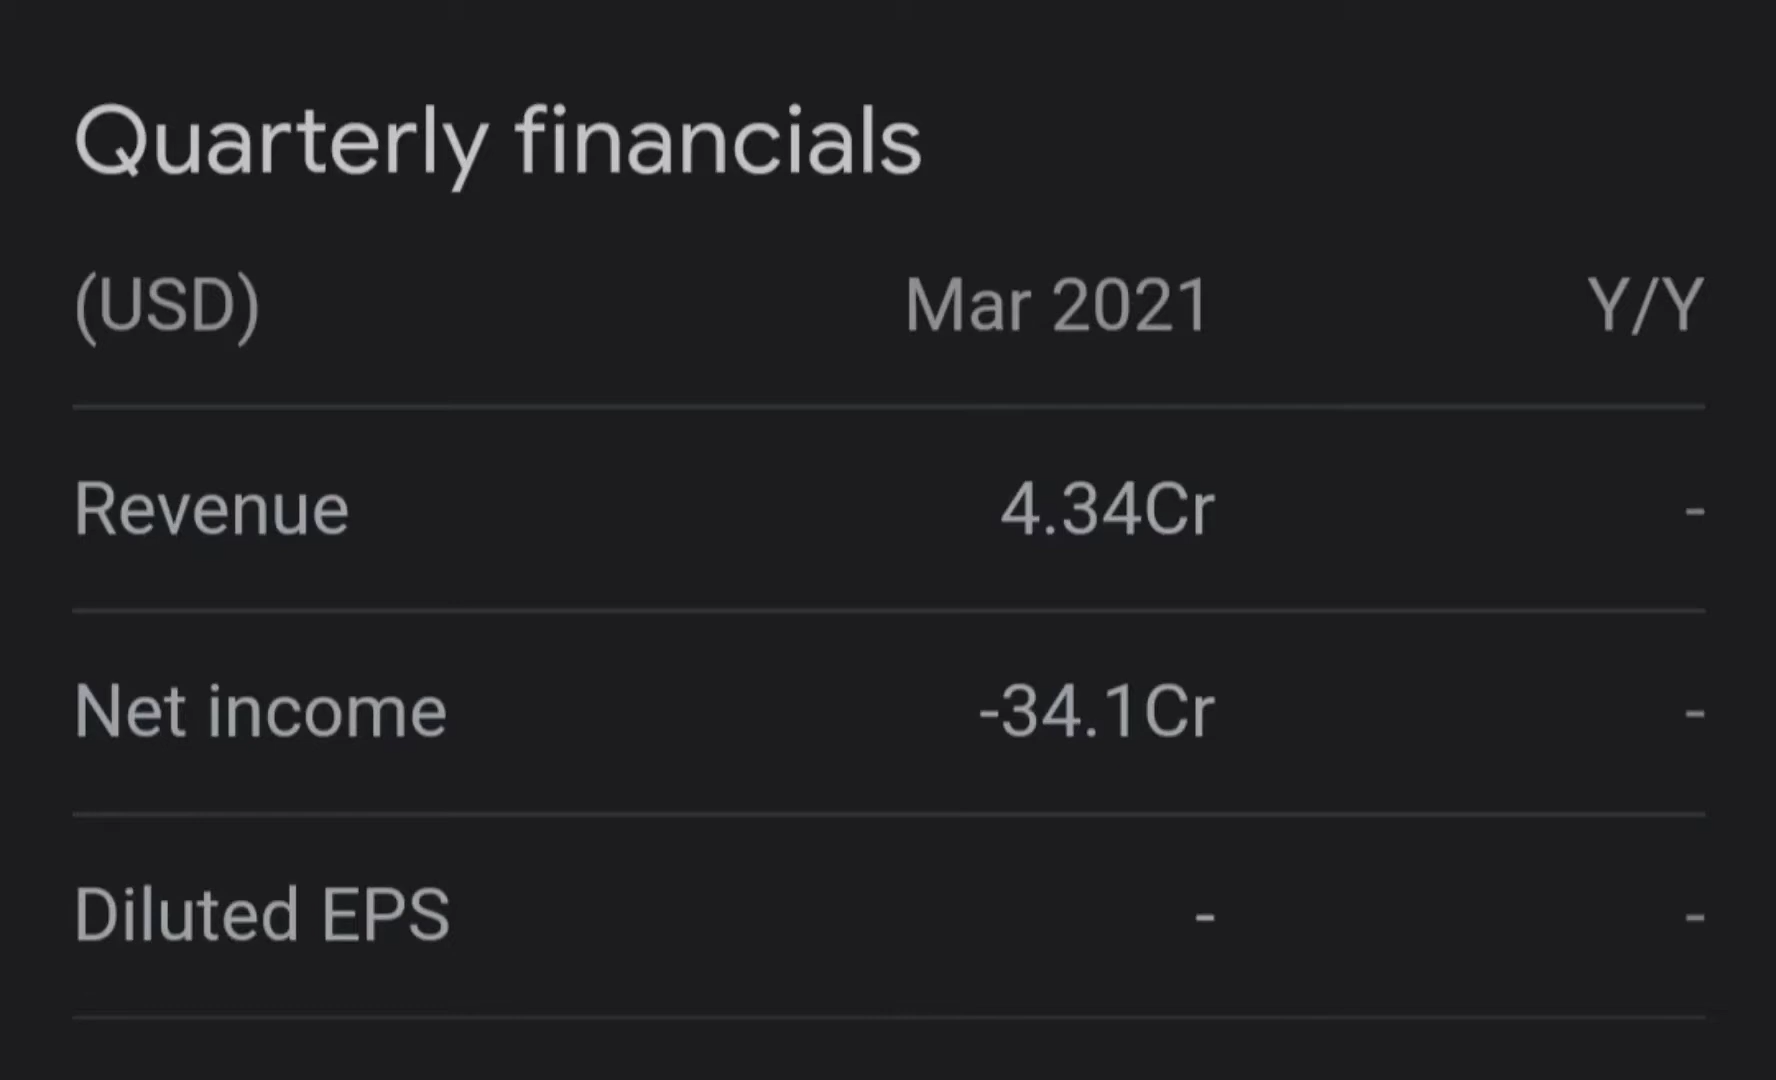 Quarterly financials
(USD) Mar 2021 Y/Y
Revenue 4.34Cr -
Net income -34.1Cr -
Diluted EPS - -